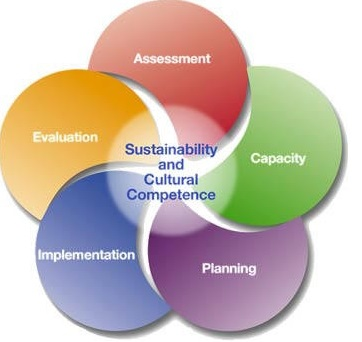 Assessment
Capacity
Planning
Implementation
Evaluation
Sustainability
and
Cultural
Competence